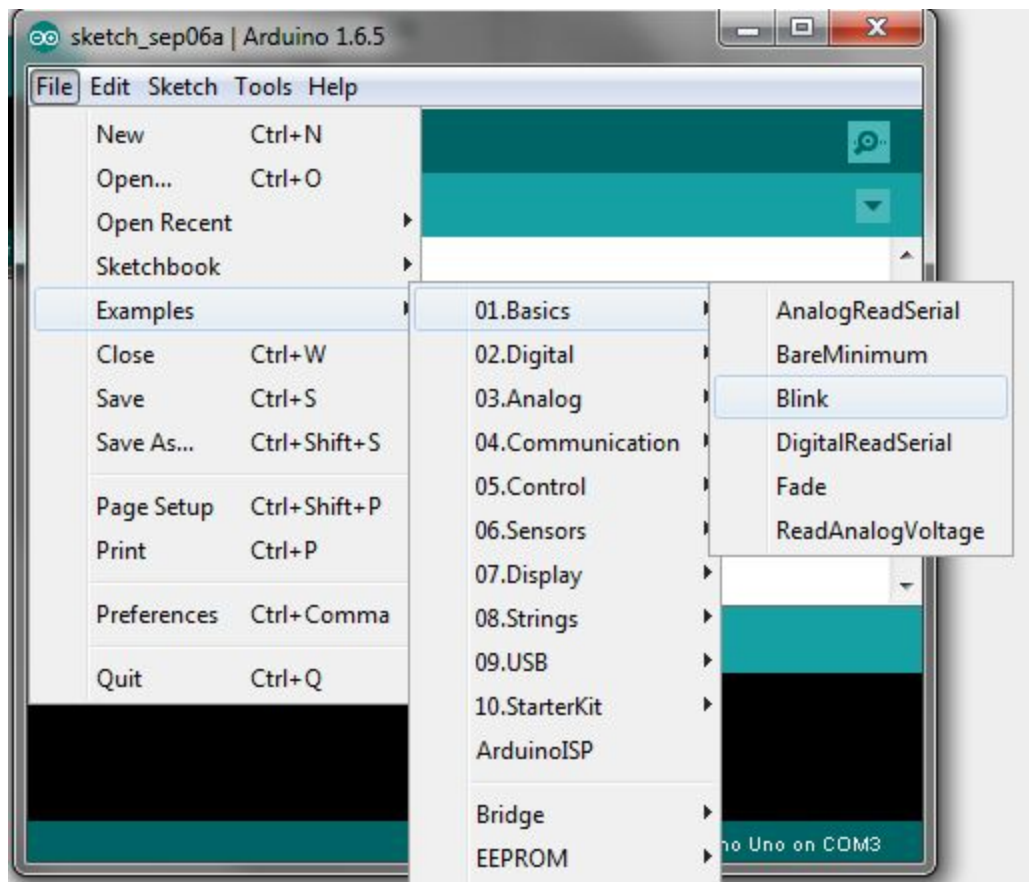 sketch_sep06a | Arduino 1.6.5
File Edit Sketch Tools Help
New Ctrl+N
Open... Ctrl+O
Open Recent
Sketchbook
Examples
Close Ctrl+W
Save Ctrl+S
Save As... Ctrl+Shift+S
Page Setup Ctrl+Shift+P
Print Ctrl+P
Preferences Ctrl+Comma
Quit Ctrl+Q
01.Basics
02.Digital
03.Analog
04.Communication
05.Control
06.Sensors
07.Display
08.Strings
09.USB
10.StarterKit
ArduinoISP
Bridge
EEPROM
AnalogReadSerial
BareMinimum
Blink
DigitalReadSerial
Fade
ReadAnalogVoltage
no Uno on COM3